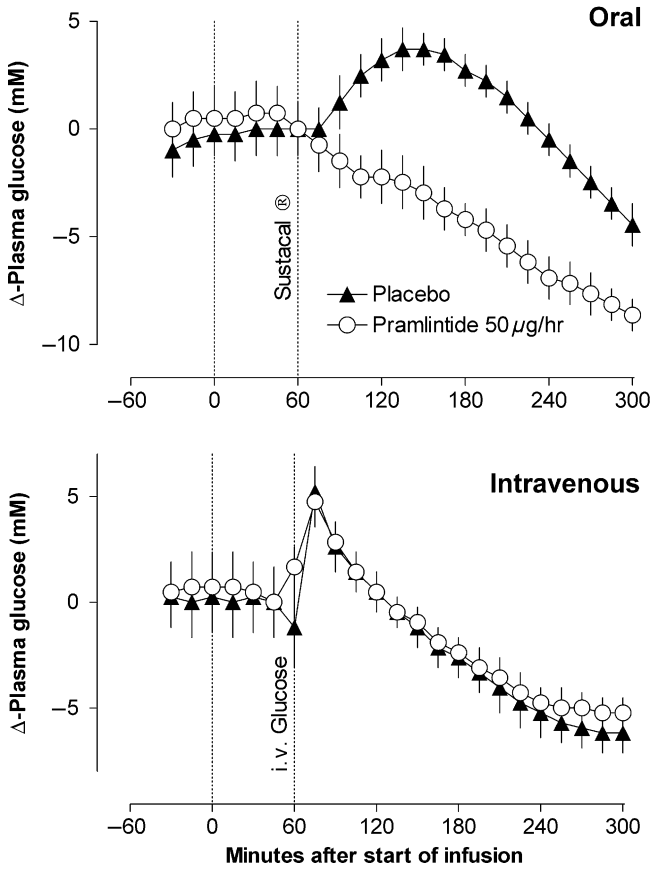 Oral
5
0
–5
–10
Δ-Plasma glucose (mM)
Sustacal ®
Placebo
Pramlintide 50 µg/hr
–60 0 60 120 180 240 300
Intravenous
5
0
–5
Δ-Plasma glucose (mM)
i.v. Glucose
–60 0 60 120 180 240 300
Minutes after start of infusion